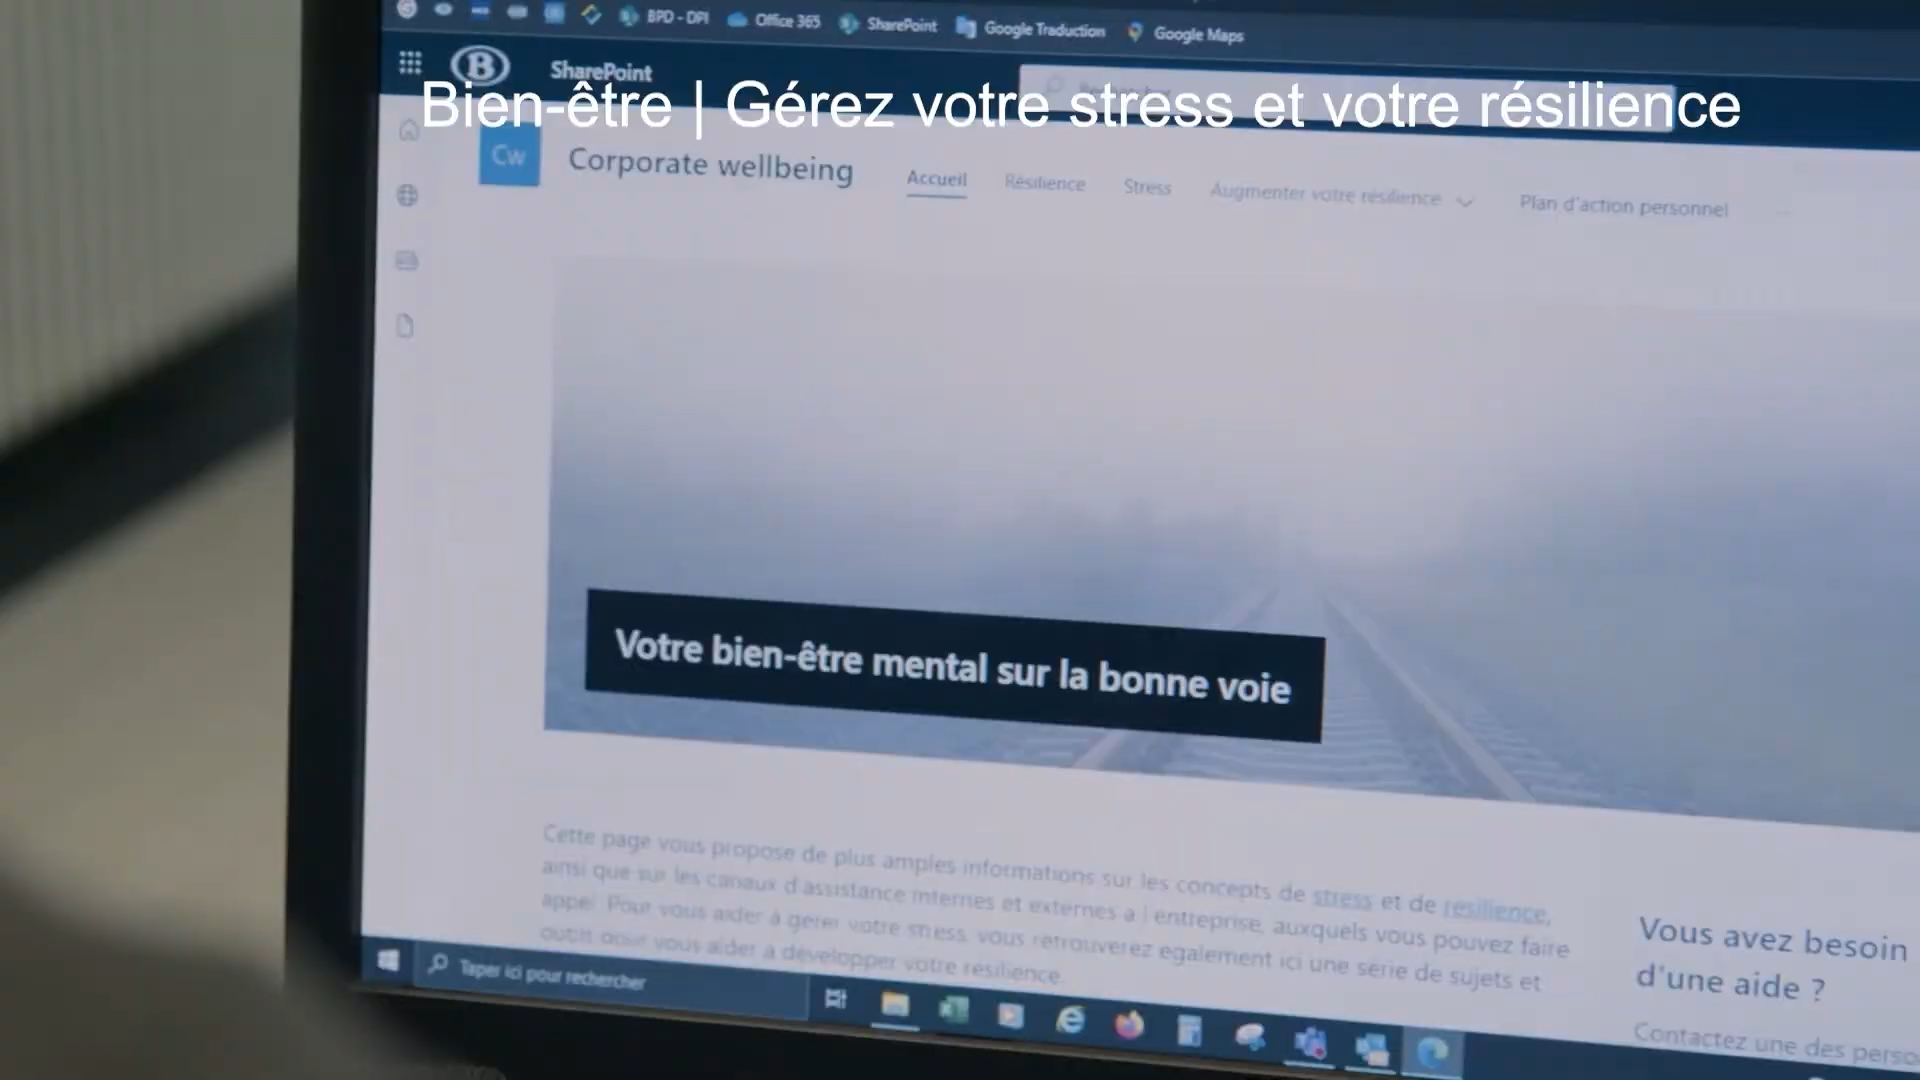 BPD - DPI Office 365 SharePoint Google Traduction Google Maps
B SharePoint
Bien-être | Gérez votre stress et votre résilience
Cw Corporate wellbeing Accueil Résilience Stress Augmenter votre résilience Plan d'action personnel
Votre bien-être mental sur la bonne voie
Cette page vous propose de plus amples informations sur les concepts de stress et de résilience,
ainsi que sur les canaux d'assistance internes et externes à l'entreprise, auxquels vous pouvez faire
appel. Pour vous aider à gérer votre stress, vous retrouverez également ici une série de sujets et
outils pour vous aider à développer votre résilience.
Vous avez besoin
d'une aide ?
Contactez une des perso
Taper ici pour rechercher